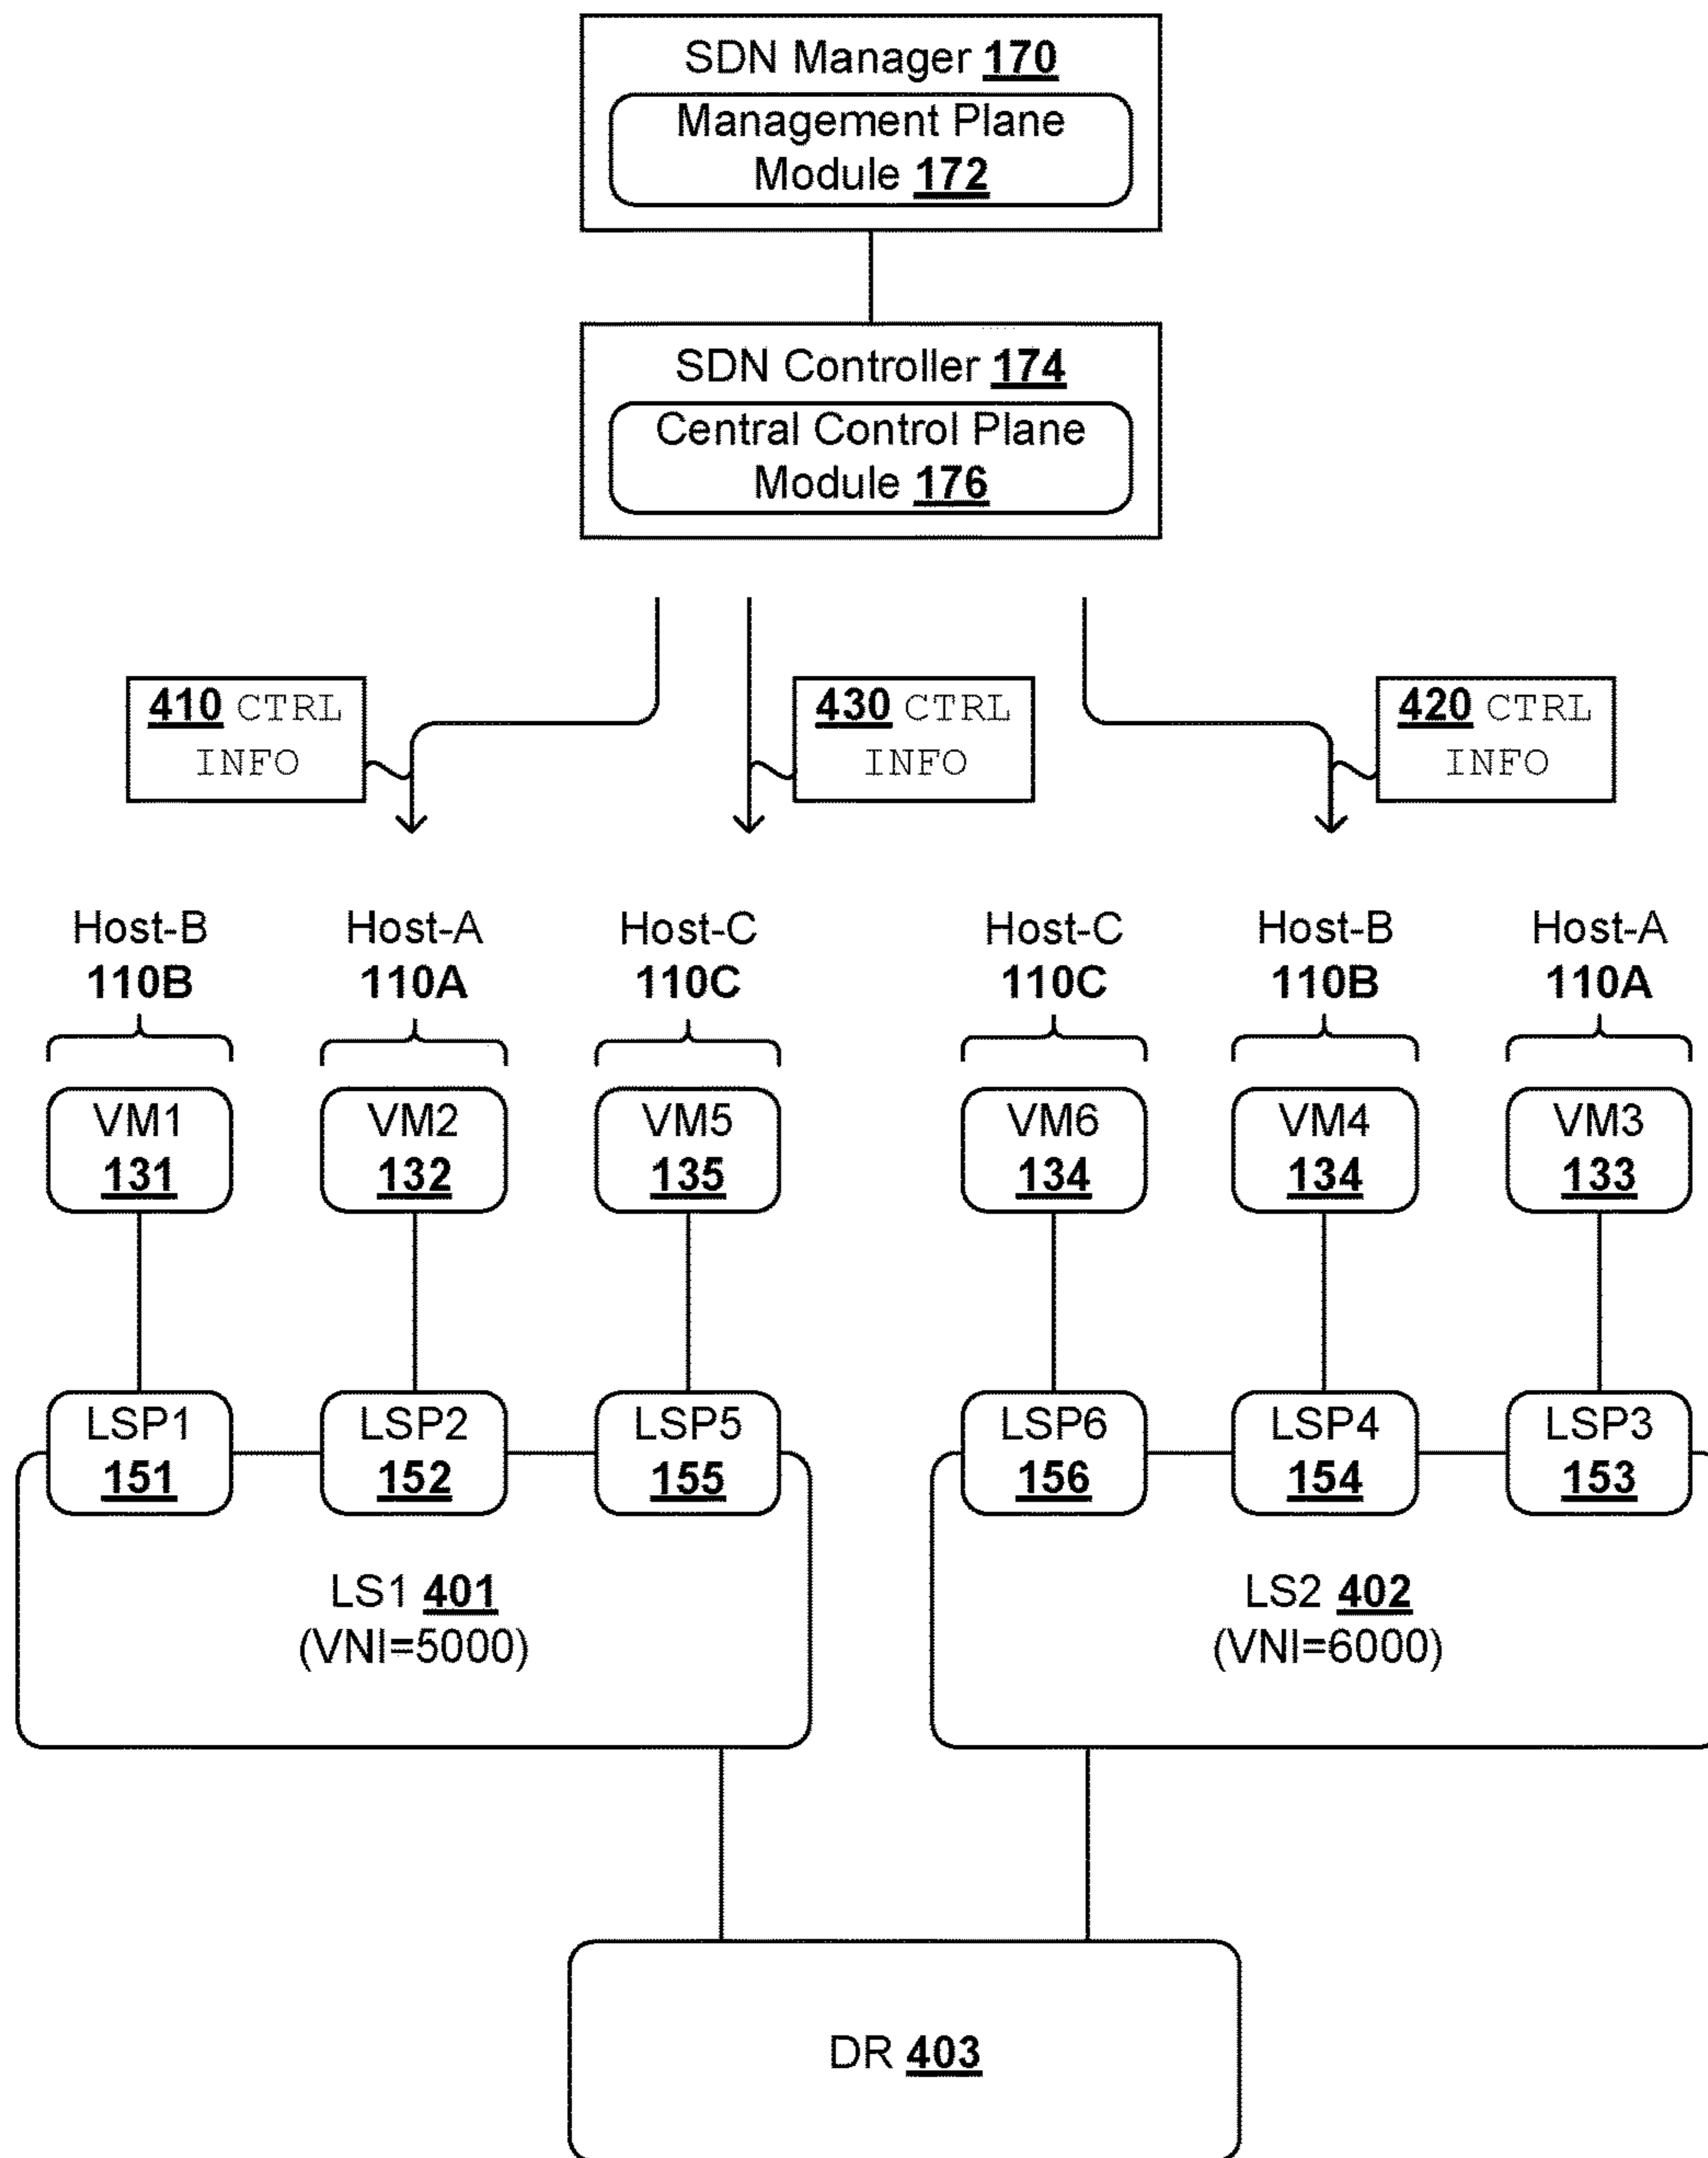 SDN Manager 170
Management Plane
Module 172
SDN Controller 174
Central Control Plane
Module 176
410 CTRL
INFO
430 CTRL
INFO
420 CTRL
INFO
Host-B
110B
Host-A
110A
Host-C
110C
Host-C
110C
Host-B
110B
Host-A
110A
VM1
131
VM2
132
VM5
135
VM6
134
VM4
134
VM3
133
LSP1
151
LSP2
152
LSP5
155
LSP6
156
LSP4
154
LSP3
153
LS1 401
(VNI=5000)
LS2 402
(VNI=6000)
DR 403